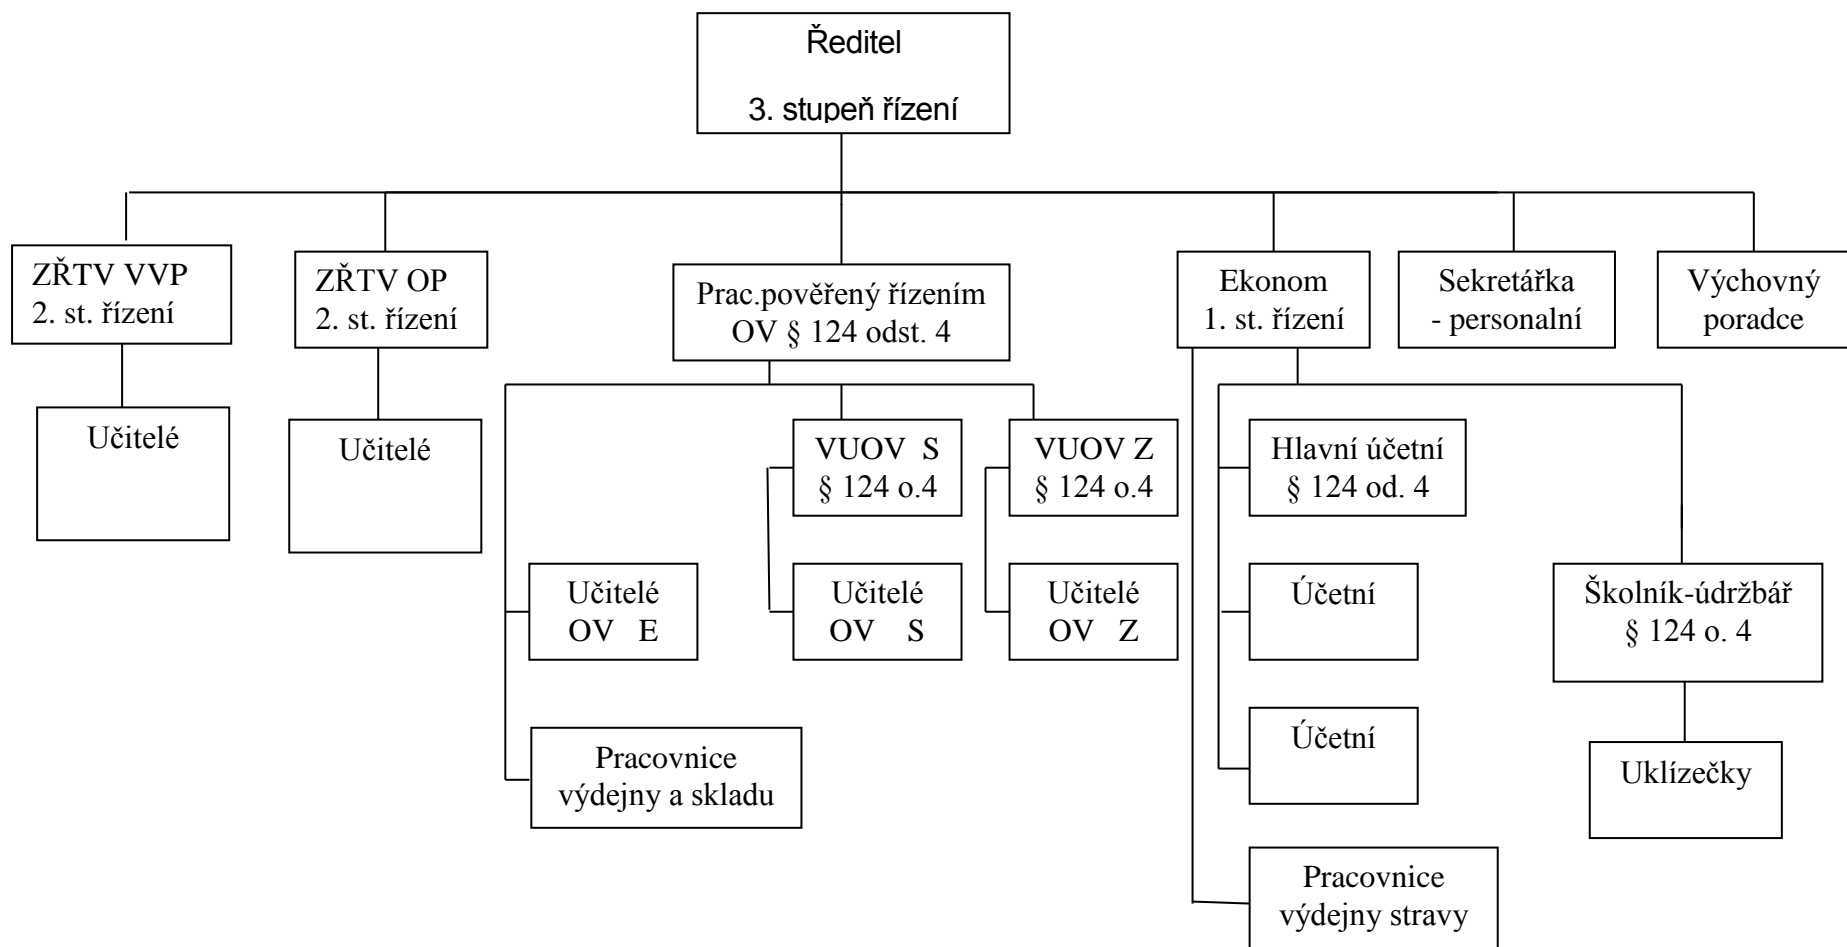 Ředitel
3. stupeň řízení
ZŘTV VVP
2. st. řízení
ZŘTV OP
2. st. řízení
Prac.pověřený řízením
OV § 124 odst. 4
Ekonom
1. st. řízení
Sekretářka
- personalní
Výchovný
poradce
Učitelé
Učitelé
VUOV S
§ 124 o.4
VUOV Z
§ 124 o.4
Hlavní účetní
§ 124 od. 4
Učitelé
OV E
Učitelé
OV S
Učitelé
OV Z
Účetní
Školník-údržbář
§ 124 o. 4
Pracovnice
výdejny a skladu
Účetní
Uklízečky
Pracovnice
výdejny stravy